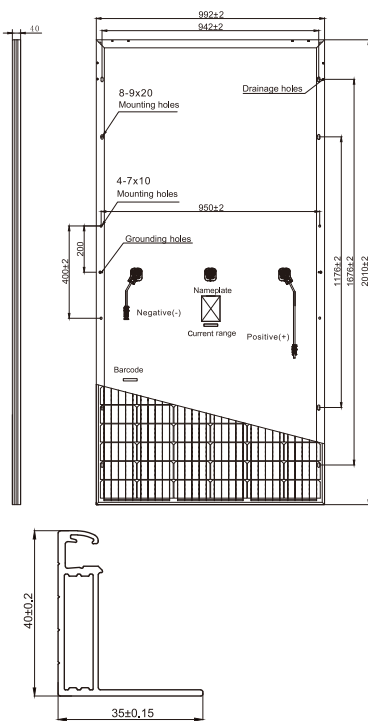 992±2
942±2
40
Drainage holes
8-9x20
Mounting holes
4-7x10
Mounting holes
950±2
Grounding holes
200
400±2
1176±2
1676±2
2010±2
Nameplate
Negative(-)
Current range
Positive(+)
Barcode
40±0.2
35±0.15